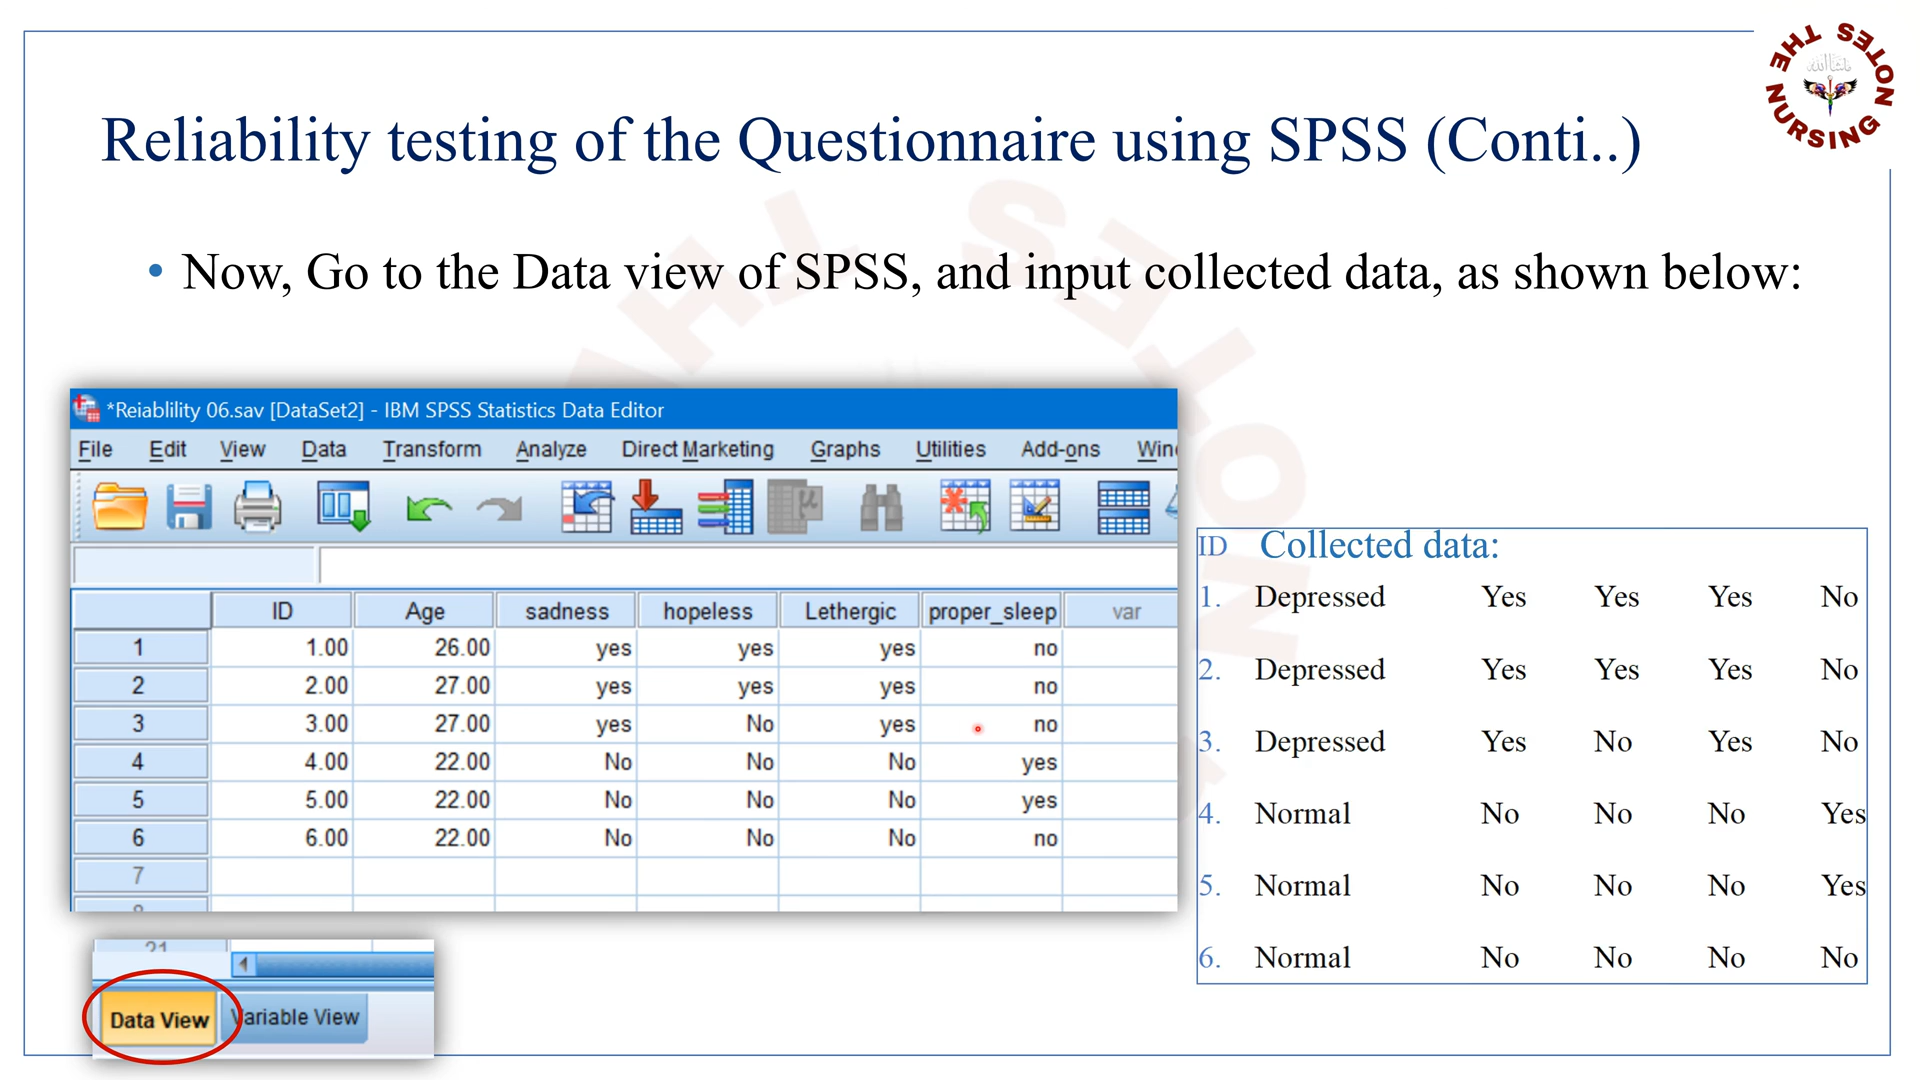 THE NURSING NOTES
ما شاء الله
Reliability testing of the Questionnaire using SPSS (Conti..)
• Now, Go to the Data view of SPSS, and input collected data, as shown below:
*Reiablility 06.sav [DataSet2] - IBM SPSS Statistics Data Editor
File Edit View Data Transform Analyze Direct Marketing Graphs Utilities Add-ons Win
ID Age sadness hopeless Lethergic proper_sleep var
1 1.00 26.00 yes yes yes no
2 2.00 27.00 yes yes yes no
3 3.00 27.00 yes No yes no
4 4.00 22.00 No No No yes
5 5.00 22.00 No No No yes
6 6.00 22.00 No No No no
7
8
21
Data View Variable View
ID Collected data:
1. Depressed Yes Yes Yes No
2. Depressed Yes Yes Yes No
3. Depressed Yes No Yes No
4. Normal No No No Yes
5. Normal No No No Yes
6. Normal No No No No